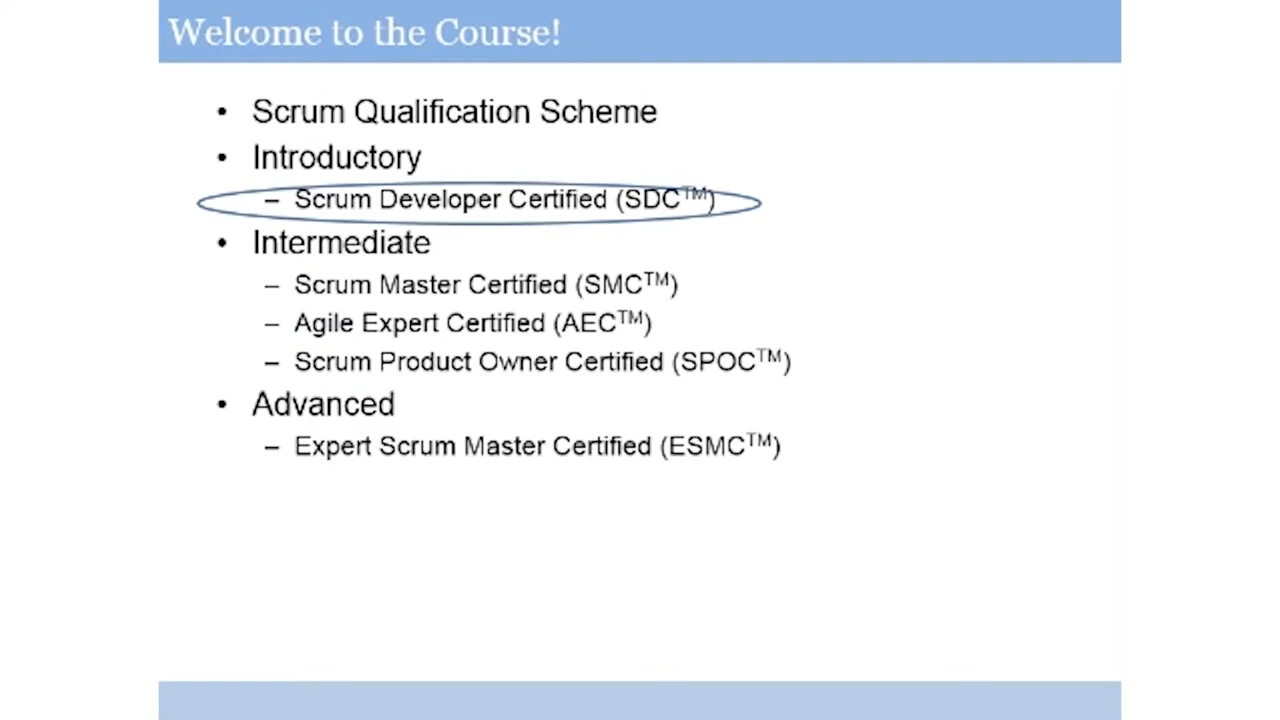 Welcome to the Course!
• Scrum Qualification Scheme
• Introductory
– Scrum Developer Certified (SDC™)
• Intermediate
– Scrum Master Certified (SMC™)
– Agile Expert Certified (AEC™)
– Scrum Product Owner Certified (SPOC™)
• Advanced
– Expert Scrum Master Certified (ESMC™)